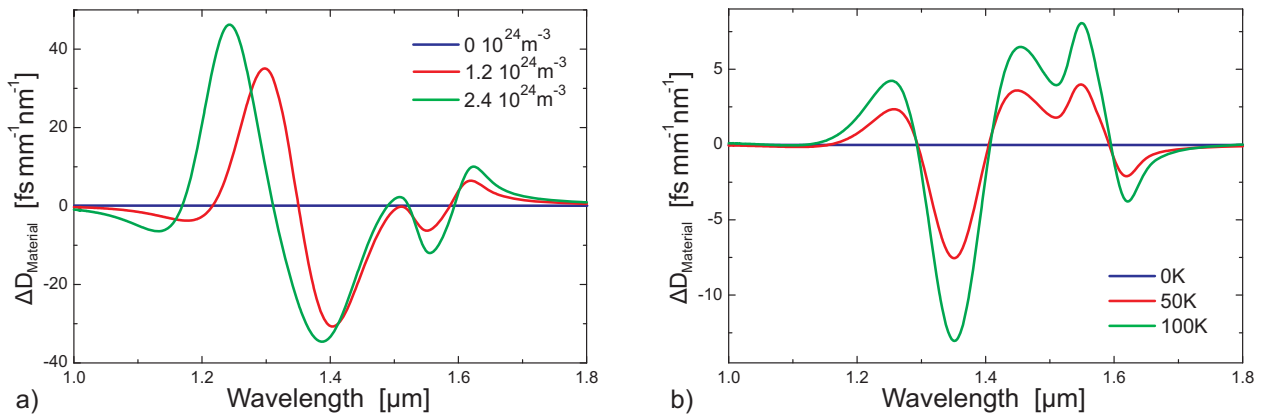 40
20
0
-20
-40
ΔD_Material [fs mm⁻¹nm⁻¹]
0 10²⁴m⁻³
1.2 10²⁴m⁻³
2.4 10²⁴m⁻³
1.0 1.2 1.4 1.6 1.8
a) Wavelength [µm]
5
0
-5
-10
ΔD_Material [fs mm⁻¹nm⁻¹]
0K
50K
100K
1.0 1.2 1.4 1.6 1.8
b) Wavelength [µm]